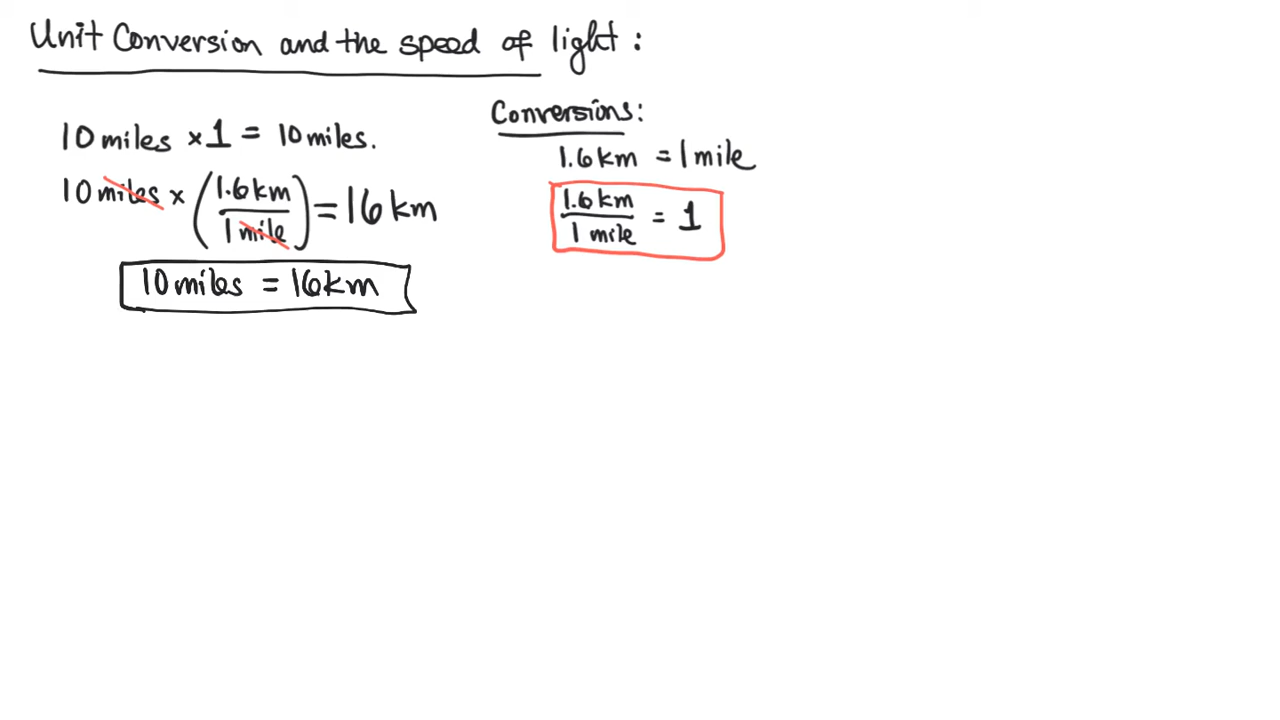 Unit Conversion and the speed of light:
10 miles × 1 = 10 miles.
10 miles × (1.6 km / 1 mile) = 16 km
10 miles = 16 km
Conversions:
1.6 km = 1 mile
1.6 km / 1 mile = 1